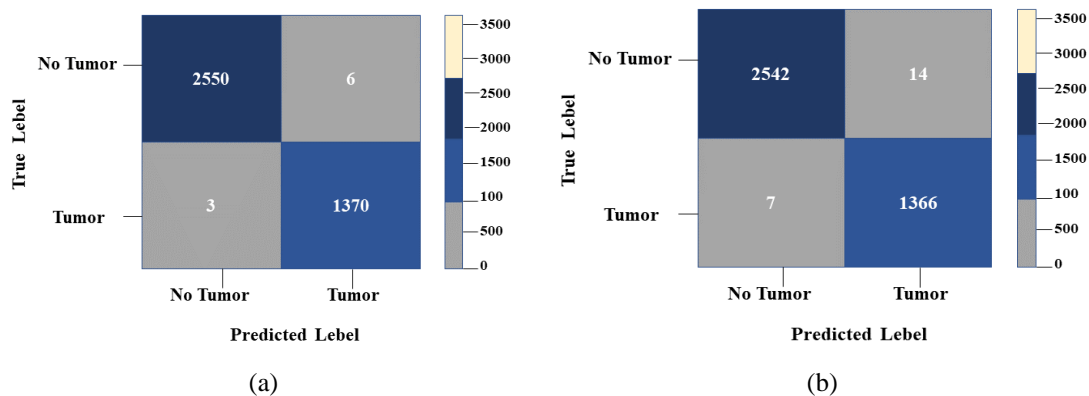 3500
3000
2500
2000
1500
100
500
0
No Tumor
Tumor
True Lebel
2550
6
3
1370
No Tumor
Tumor
Predicted Lebel
(a)
3500
3000
2500
2000
1500
100
500
0
No Tumor
Tumor
True Lebel
2542
14
7
1366
No Tumor
Tumor
Predicted Lebel
(b)